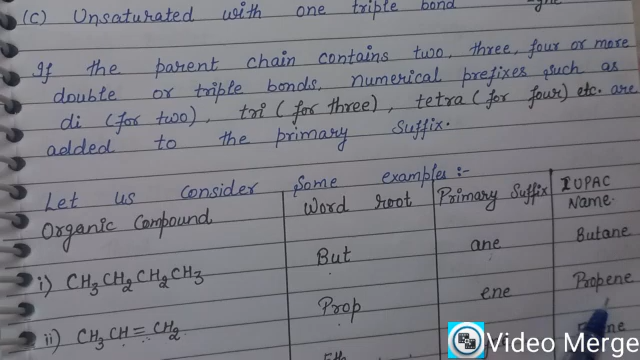 (C) Unsaturated with one triple bond -yne
If the parent chain contains two, three, four or more
double or triple bonds, numerical prefixes such as
di (for two), tri (for three), tetra (for four) etc. are
added to the primary suffix.
Let us consider some examples :-
Organic Compound Word root Primary Suffix IUPAC Name.
i) CH3CH2CH2CH3 But ane Butane
ii) CH3CH=CH2 Prop ene Propene
Video Merge